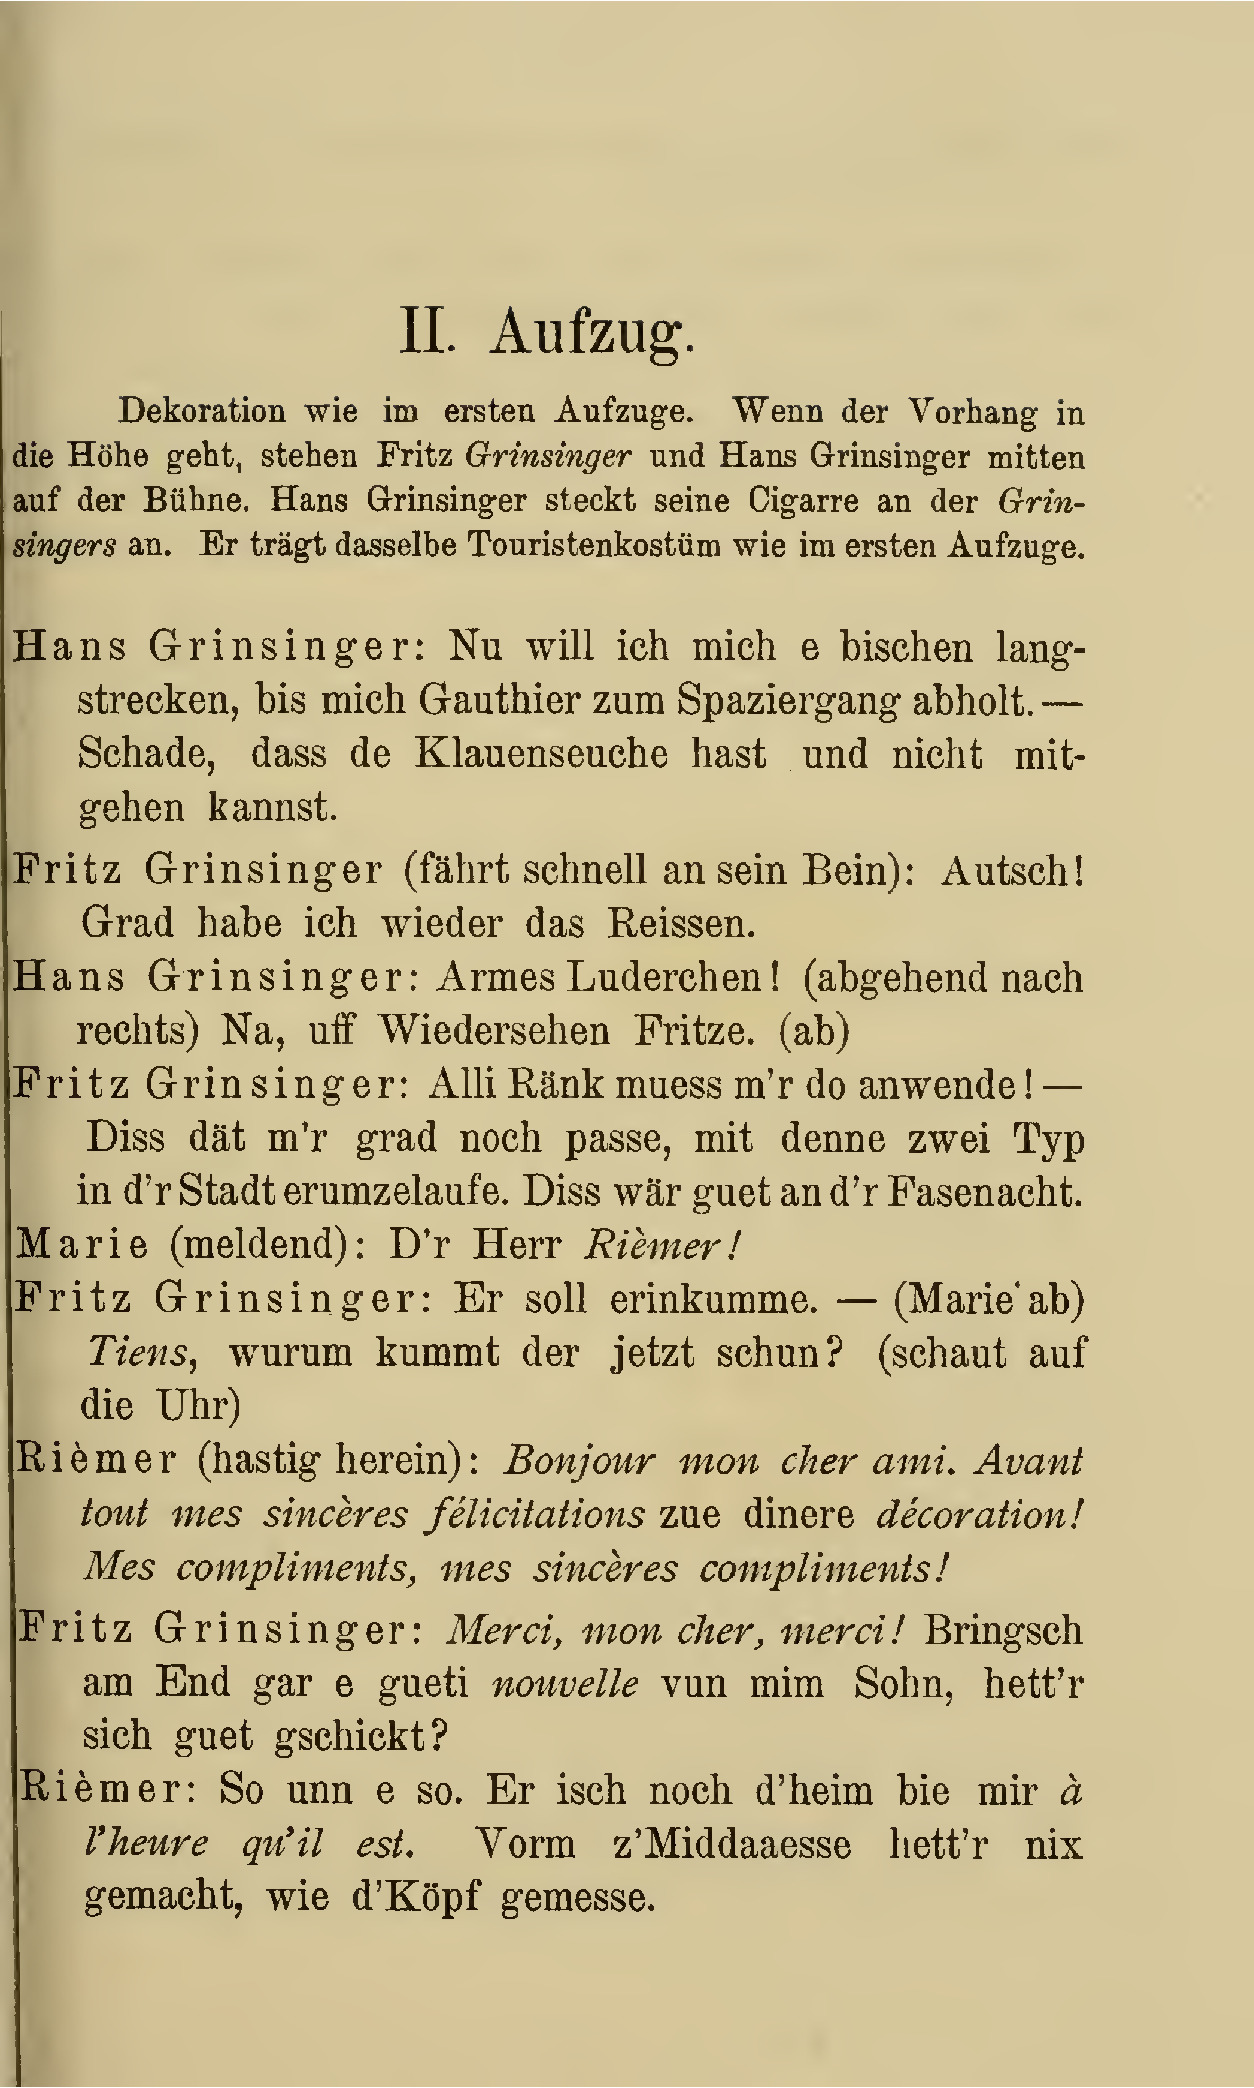 II. Aufzug.
Dekoration wie im ersten Aufzuge. Wenn der Vorhang in
die Höhe geht, stehen Fritz Grinsinger und Hans Grinsinger mitten
auf der Bühne. Hans Grinsinger steckt seine Cigarre an der Grin-
singers an. Er trägt dasselbe Touristenkostüm wie im ersten Aufzuge.
Hans Grinsinger: Nu will ich mich e bischen lang-
strecken, bis mich Gauthier zum Spaziergang abholt. —
Schade, dass de Klauenseuche hast und nicht mit-
gehen kannst.
Fritz Grinsinger (fährt schnell an sein Bein): Autsch!
Grad habe ich wieder das Reissen.
Hans Grinsinger: Armes Luderchen! (abgehend nach
rechts) Na, uff Wiedersehen Fritze. (ab)
Fritz Grinsinger: Alli Ränk muess m'r do anwende! —
Diss dät m'r grad noch passe, mit denne zwei Typ
in d'r Stadt erumzelaufe. Diss wär guet an d'r Fasenacht.
Marie (meldend): D'r Herr Rièmer!
Fritz Grinsinger: Er soll erinkumme. — (Marie ab)
Tiens, wurum kummt der jetzt schun? (schaut auf
die Uhr)
Rièmer (hastig herein): Bonjour mon cher ami. Avant
tout mes sincères félicitations zue dinere décoration!
Mes compliments, mes sincères compliments!
Fritz Grinsinger: Merci, mon cher, merci! Bringsch
am End gar e gueti nouvelle vun mim Sohn, hett'r
sich guet gschickt?
Rièmer: So unn e so. Er isch noch d'heim bie mir à
l'heure qu'il est. Vorm z'Middaaesse hett'r nix
gemacht, wie d'Köpf gemesse.